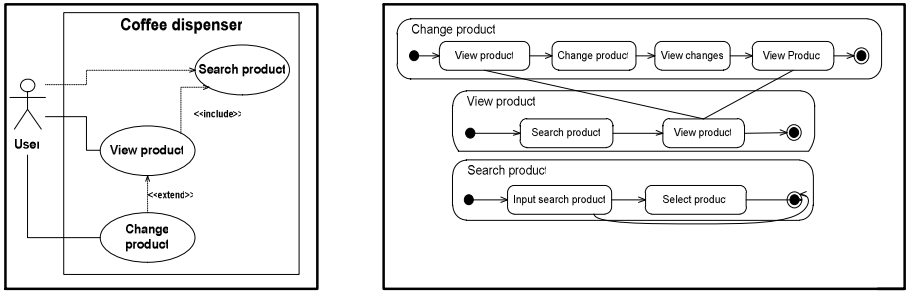 Coffee dispenser
Search product
<<include>>
User
View product
<<extend>>
Change
product
Change product
View product
Change product
View changes
View Produc
View product
Search product
View product
Search product
Input search product
Select produc